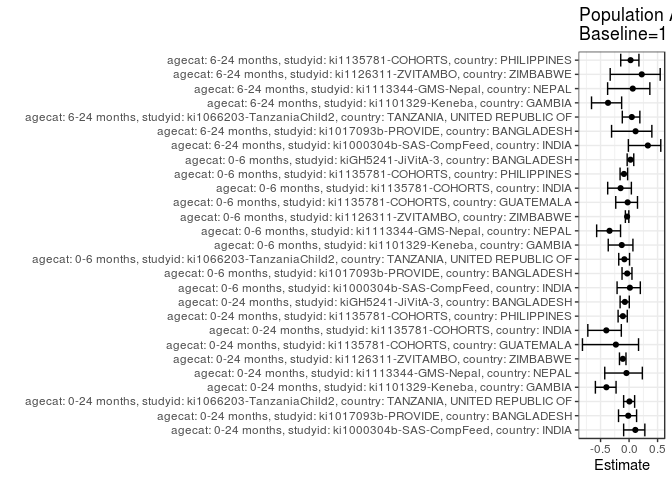 Population
Baseline=1
agecat: 6-24 months, studyid: ki1135781-COHORTS, country: PHILIPPINES
agecat: 6-24 months, studyid: ki1126311-ZVITAMBO, country: ZIMBABWE
agecat: 6-24 months, studyid: ki1113344-GMS-Nepal, country: NEPAL
agecat: 6-24 months, studyid: ki1101329-Keneba, country: GAMBIA
agecat: 6-24 months, studyid: ki1066203-TanzaniaChild2, country: TANZANIA, UNITED REPUBLIC OF
agecat: 6-24 months, studyid: ki1017093b-PROVIDE, country: BANGLADESH
agecat: 6-24 months, studyid: ki1000304b-SAS-CompFeed, country: INDIA
agecat: 0-6 months, studyid: kiGH5241-JiVitA-3, country: BANGLADESH
agecat: 0-6 months, studyid: ki1135781-COHORTS, country: PHILIPPINES
agecat: 0-6 months, studyid: ki1135781-COHORTS, country: INDIA
agecat: 0-6 months, studyid: ki1135781-COHORTS, country: GUATEMALA
agecat: 0-6 months, studyid: ki1126311-ZVITAMBO, country: ZIMBABWE
agecat: 0-6 months, studyid: ki1113344-GMS-Nepal, country: NEPAL
agecat: 0-6 months, studyid: ki1101329-Keneba, country: GAMBIA
agecat: 0-6 months, studyid: ki1066203-TanzaniaChild2, country: TANZANIA, UNITED REPUBLIC OF
agecat: 0-6 months, studyid: ki1017093b-PROVIDE, country: BANGLADESH
agecat: 0-6 months, studyid: ki1000304b-SAS-CompFeed, country: INDIA
agecat: 0-24 months, studyid: kiGH5241-JiVitA-3, country: BANGLADESH
agecat: 0-24 months, studyid: ki1135781-COHORTS, country: PHILIPPINES
agecat: 0-24 months, studyid: ki1135781-COHORTS, country: INDIA
agecat: 0-24 months, studyid: ki1135781-COHORTS, country: GUATEMALA
agecat: 0-24 months, studyid: ki1126311-ZVITAMBO, country: ZIMBABWE
agecat: 0-24 months, studyid: ki1113344-GMS-Nepal, country: NEPAL
agecat: 0-24 months, studyid: ki1101329-Keneba, country: GAMBIA
agecat: 0-24 months, studyid: ki1066203-TanzaniaChild2, country: TANZANIA, UNITED REPUBLIC OF
agecat: 0-24 months, studyid: ki1017093b-PROVIDE, country: BANGLADESH
agecat: 0-24 months, studyid: ki1000304b-SAS-CompFeed, country: INDIA
-0.5 0.0 0.5
Estimate